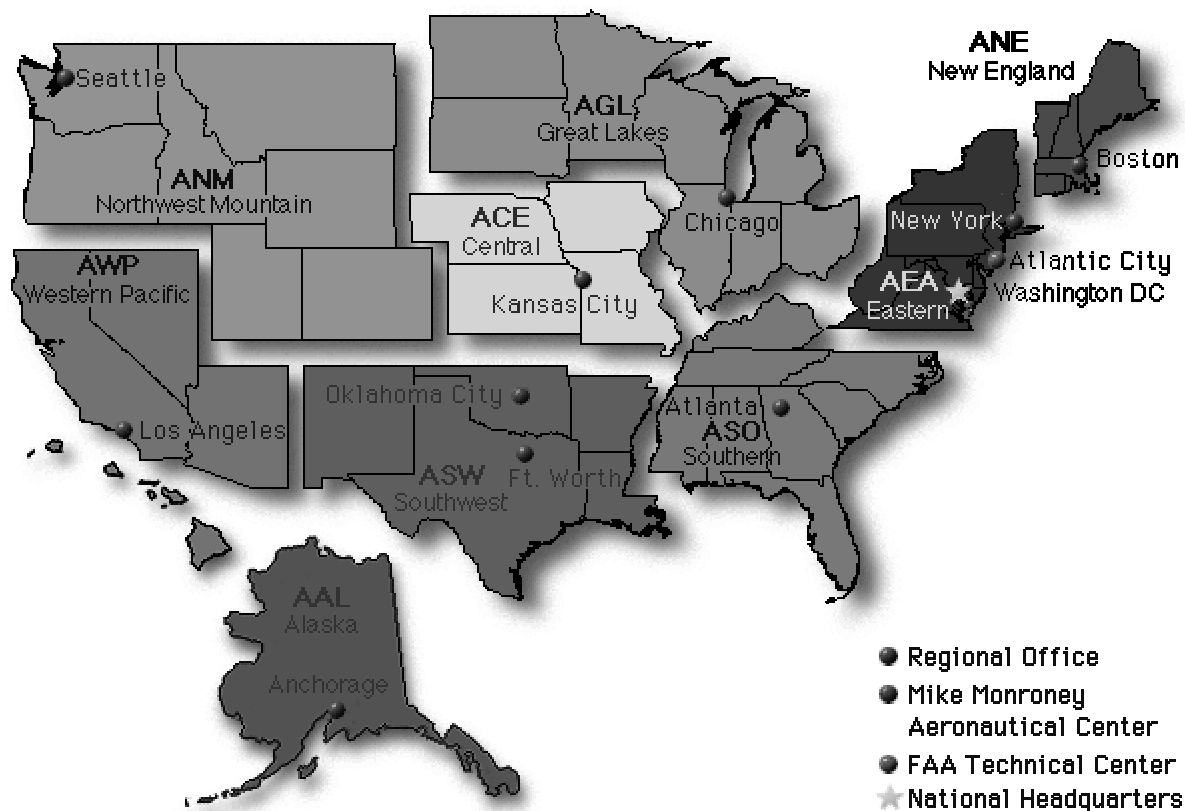 ANE
New England
Seattle
AGL
Great Lakes
Boston
ANM
Northwest Mountain
ACE
Central
Chicago
New York
AWP
Western Pacific
Kansas City
AEA
Eastern
Atlantic City
Washington DC
Oklahoma City
Atlanta
ASO
Southern
Los Angeles
ASW
Southwest
Ft. Worth
AAL
Alaska
Anchorage
Regional Office
Mike Monroney
Aeronautical Center
FAA Technical Center
National Headquarters